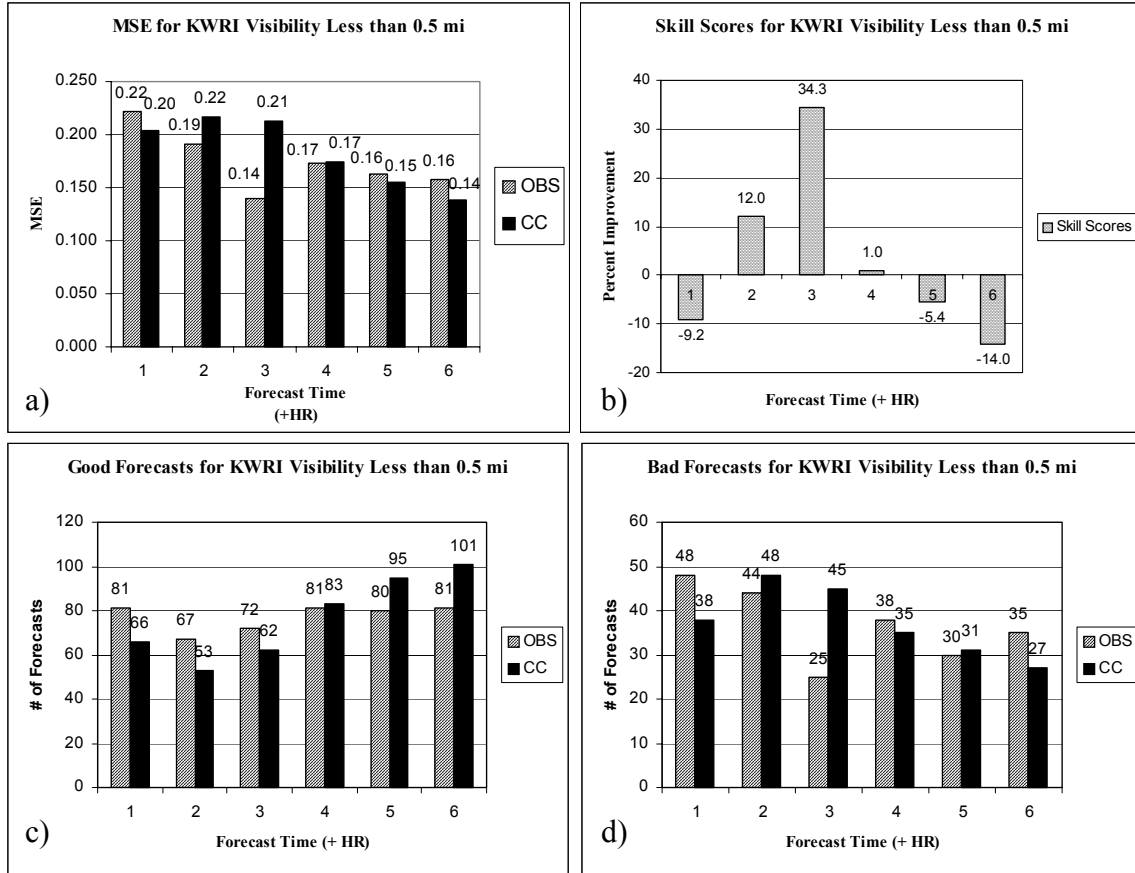 MSE for KWRI Visibility Less than 0.5 mi
0.250
0.200
0.150
0.100
0.050
0.000
MSE
0.22
0.20
0.19
0.22
0.14
0.21
0.17
0.17
0.16
0.15
0.16
0.14
1 2 3 4 5 6
Forecast Time
(+HR)
OBS
CC
a)
Skill Scores for KWRI Visibility Less than 0.5 mi
40
30
20
10
0
-10
-20
Percent Improvement
-9.2
12.0
34.3
1.0
-5.4
-14.0
1 2 3 4 5 6
Forecast Time (+ HR)
Skill Scores
b)
Good Forecasts for KWRI Visibility Less than 0.5 mi
120
100
80
60
40
20
0
# of Forecasts
81
66
67
53
72
62
81
83
80
95
81
101
1 2 3 4 5 6
Forecast Time (+ HR)
OBS
CC
c)
Bad Forecasts for KWRI Visibility Less than 0.5 mi
60
50
40
30
20
10
0
# of Forecasts
48
38
44
48
25
45
38
35
30
31
35
27
1 2 3 4 5 6
Forecast Time (+ HR)
OBS
CC
d)